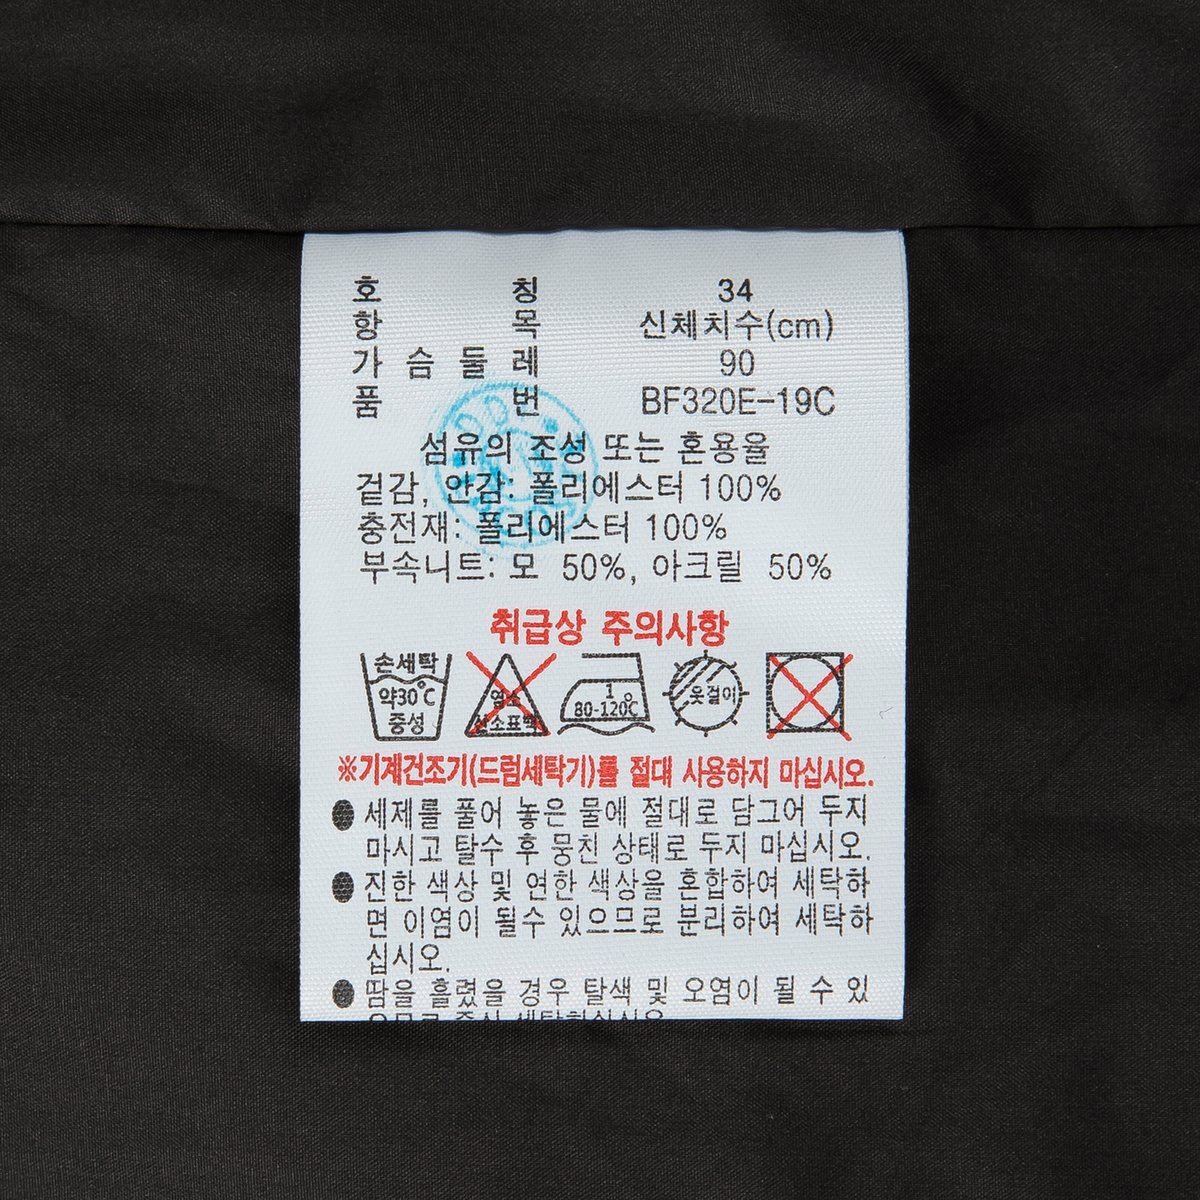 호 칭 34
항 목 신체치수(cm)
가 슴 둘 레 90
품 번 BF320E-19C
섬유의 조성 또는 혼용율
겉감, 안감: 폴리에스터 100%
충전재: 폴리에스터 100%
부속니트: 모 50%, 아크릴 50%
취급상 주의사항
손세탁
약30℃
중성
염소
산소표백
1
80-120℃
옷걸이
※기계건조기(드럼세탁기)를 절대 사용하지 마십시오.
●세제를 풀어 놓은 물에 절대로 담그어 두지
마시고 탈수 후 뭉친 상태로 두지 마십시오.
●진한 색상 및 연한 색상을 혼합하여 세탁하
면 이염이 될수 있으므로 분리하여 세탁하
십시오.
●땀을 흘렸을 경우 탈색 및 오염이 될 수 있